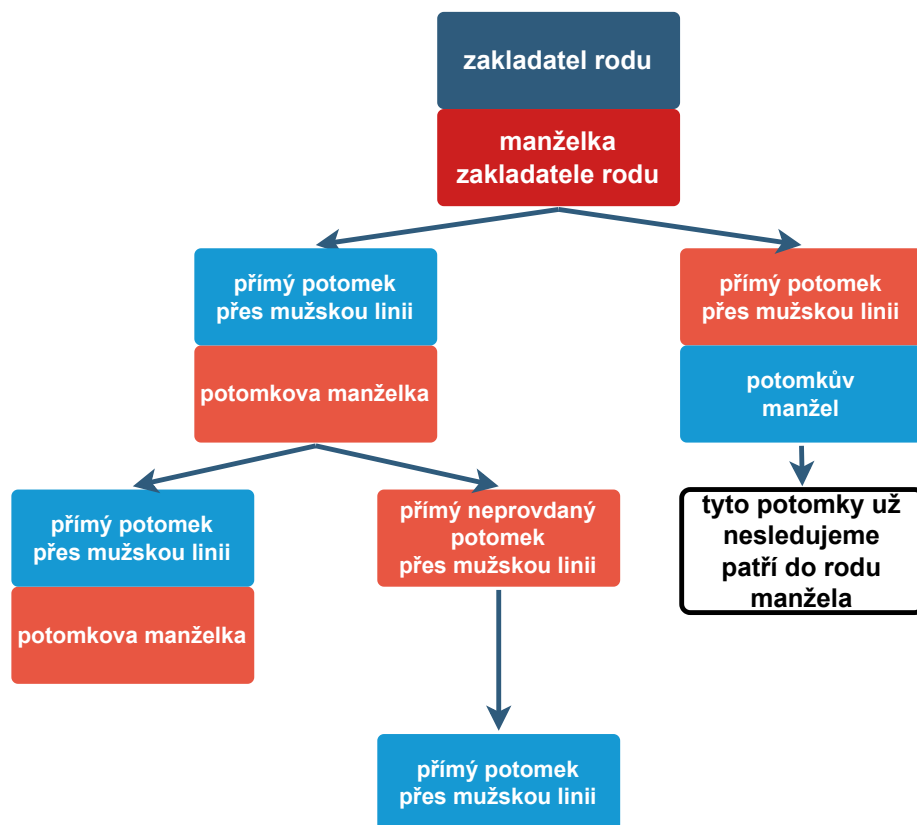 zakladatel rodu
manželka
zakladatele rodu
přímý potomek
přes mužskou linii
přímý potomek
přes mužskou linii
potomkova manželka
potomkův
manžel
přímý potomek
přes mužskou linii
přímý neprovdaný
potomek
přes mužskou linii
tyto potomky už
nesledujeme
patří do rodu
manžela
potomkova manželka
přímý potomek
přes mužskou linii